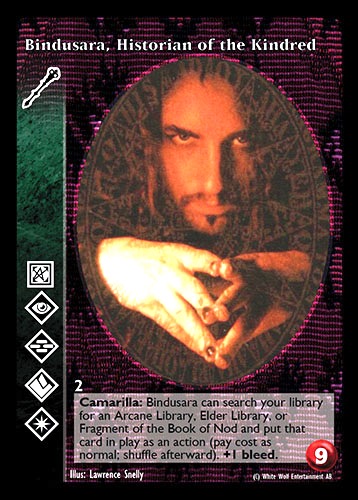 Bindusara, Historian of the Kindred
2
Camarilla: Bindusara can search your library
for an Arcane Library, Elder Library, or
Fragment of the Book of Nod and put that
card in play as an action (pay cost as
normal; shuffle afterward). +1 bleed.
9
Illus: Lawrence Snelly
(C) White Wolf Entertainment AB